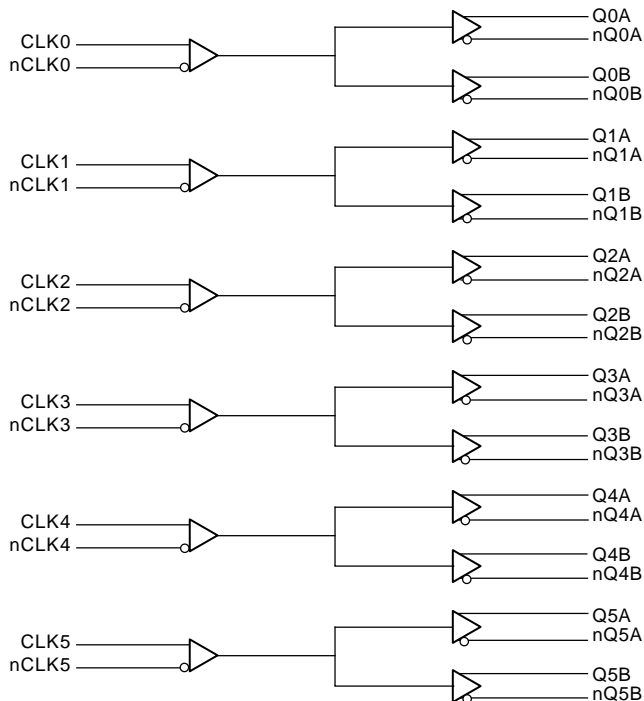 CLK0
nCLK0
Q0A
nQ0A
Q0B
nQ0B
CLK1
nCLK1
Q1A
nQ1A
Q1B
nQ1B
CLK2
nCLK2
Q2A
nQ2A
Q2B
nQ2B
CLK3
nCLK3
Q3A
nQ3A
Q3B
nQ3B
CLK4
nCLK4
Q4A
nQ4A
Q4B
nQ4B
CLK5
nCLK5
Q5A
nQ5A
Q5B
nQ5B